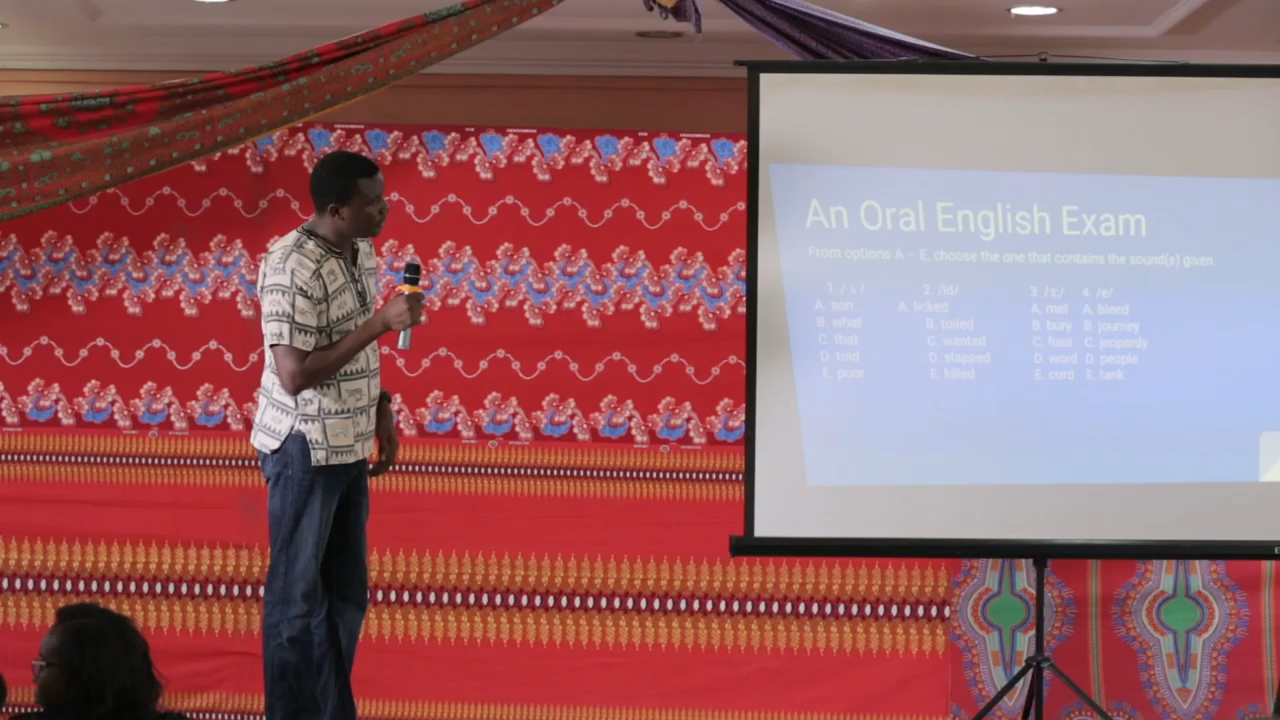 An Oral English Exam
From options A – E, choose the one that contains the sound(s) given.
1. / ʌ / 2. /id/ 3. /ɜ:/ 4. /e/
A. son A. licked A. met A. bleed
B. what B. toiled B. bury B. journey
C. that C. wanted C. fuss C. jeopardy
D. told D. slapped D. word D. people
E. poor E. killed E. cord E. tank